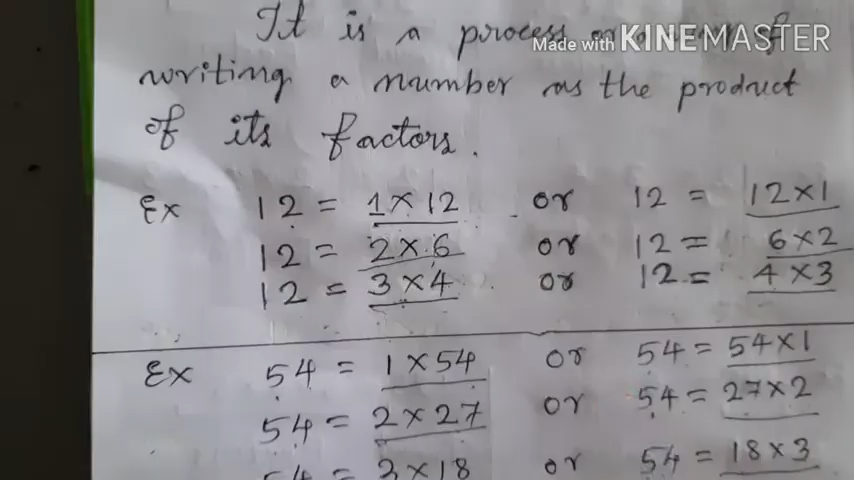 It is a process of
Made with KINEMASTER
writing a number as the product
of its factors.
Ex 12 = 1 × 12 or 12 = 12 × 1
12 = 2 × 6 or 12 = 6 × 2
12 = 3 × 4 or 12 = 4 × 3
Ex 54 = 1 × 54 or 54 = 54 × 1
54 = 2 × 27 or 54 = 27 × 2
54 = 3 × 18 or 54 = 18 × 3